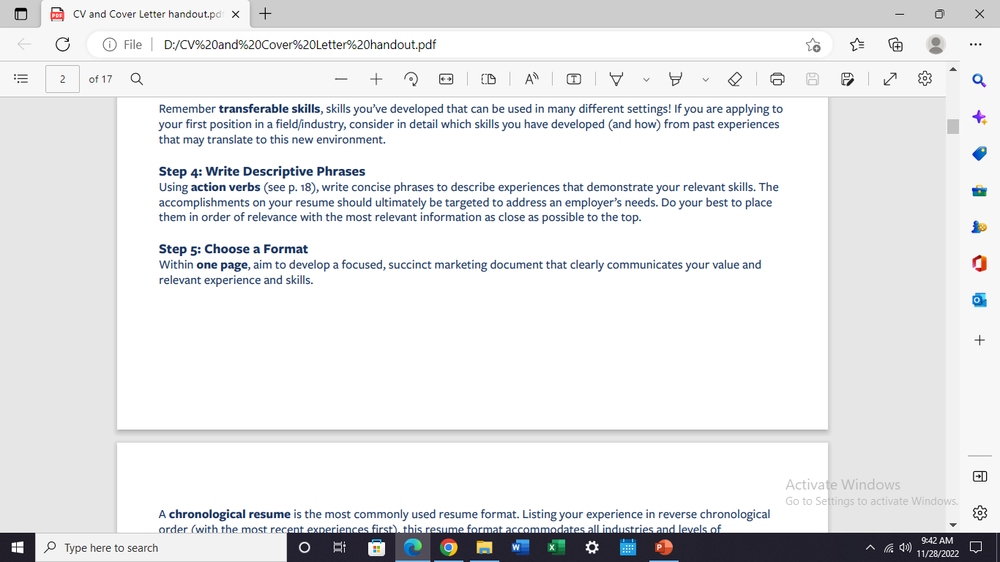 CV and Cover Letter handout.pd
File
D:/CV%20and%20Cover%20Letter%20handout.pdf
2 of 17
Remember transferable skills, skills you’ve developed that can be used in many different settings! If you are applying to
your first position in a field/industry, consider in detail which skills you have developed (and how) from past experiences
that may translate to this new environment.
Step 4: Write Descriptive Phrases
Using action verbs (see p. 18), write concise phrases to describe experiences that demonstrate your relevant skills. The
accomplishments on your resume should ultimately be targeted to address an employer’s needs. Do your best to place
them in order of relevance with the most relevant information as close as possible to the top.
Step 5: Choose a Format
Within one page, aim to develop a focused, succinct marketing document that clearly communicates your value and
relevant experience and skills.
Activate Windows
Go to Settings to activate Windows.
A chronological resume is the most commonly used resume format. Listing your experience in reverse chronological
order (with the most recent experiences first), this resume format accommodates all industries and levels of
Type here to search
9:42 AM
11/28/2022